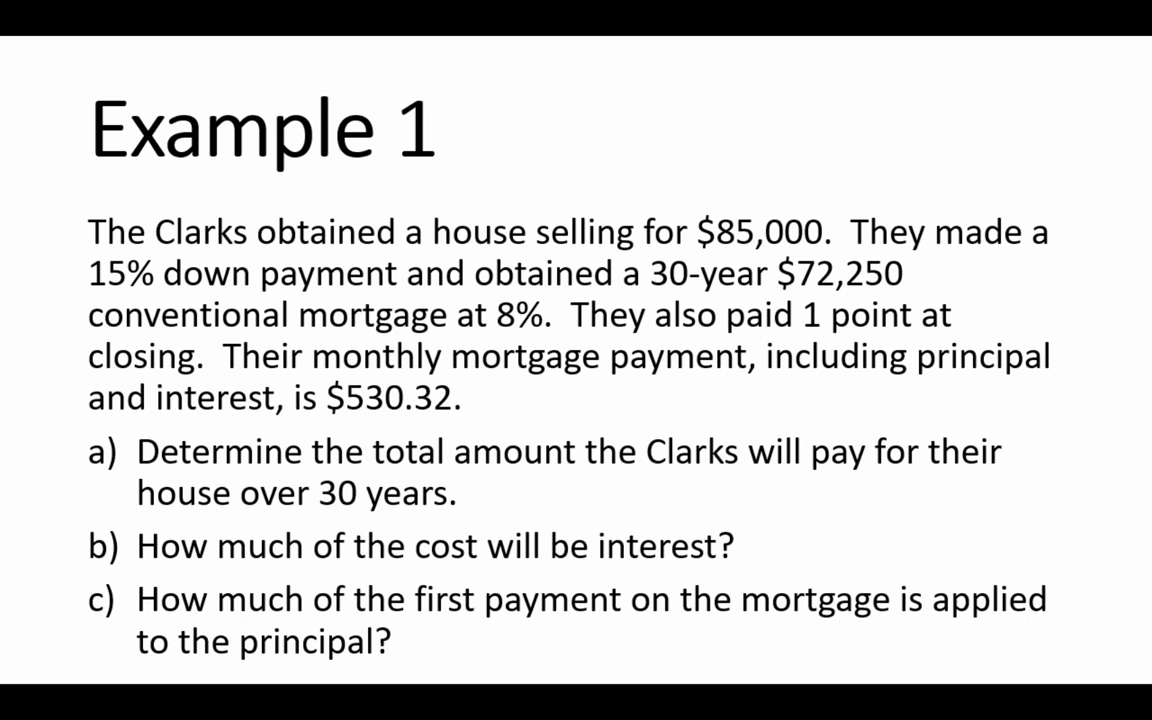 Example 1
The Clarks obtained a house selling for $85,000.  They made a
15% down payment and obtained a 30-year $72,250
conventional mortgage at 8%.  They also paid 1 point at
closing.  Their monthly mortgage payment, including principal
and interest, is $530.32.
a) Determine the total amount the Clarks will pay for their
house over 30 years.
b) How much of the cost will be interest?
c) How much of the first payment on the mortgage is applied
to the principal?